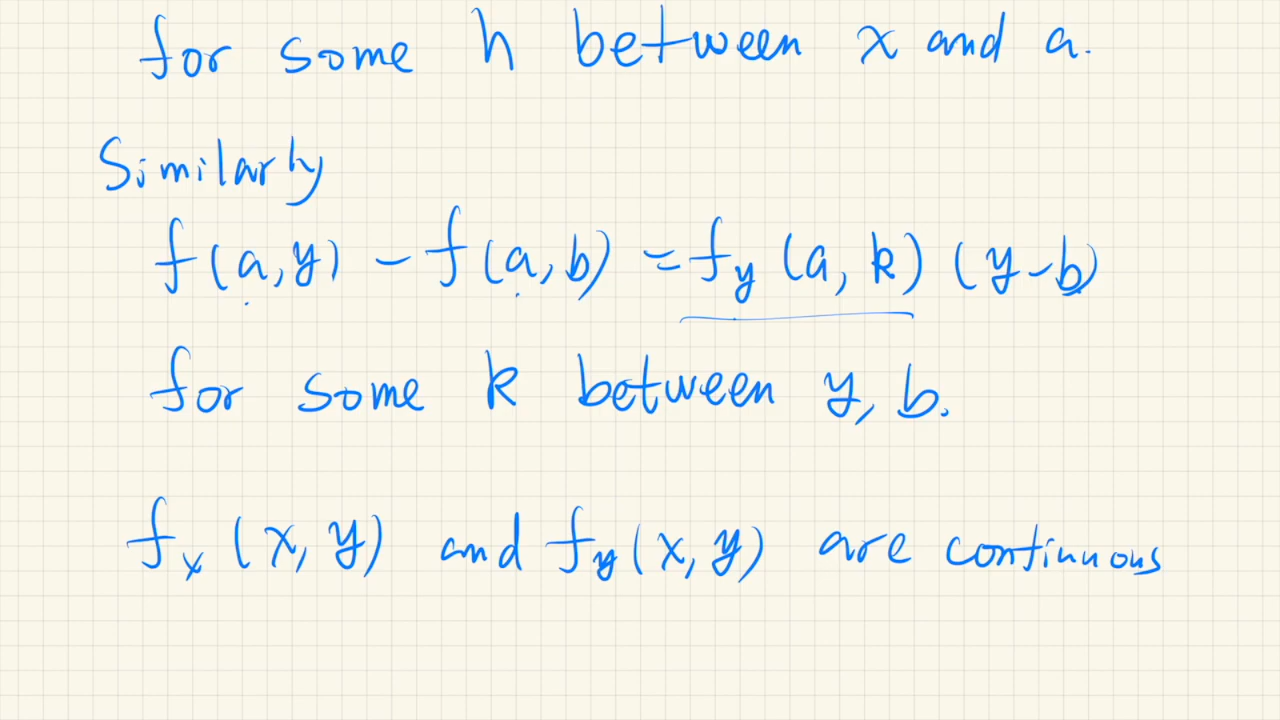 for some h between x and a.
Similarly
f(a,y) - f(a,b) = f_y (a, k) (y-b)
for some k between y, b.
f_x (x, y) and f_y (x, y) are continuous